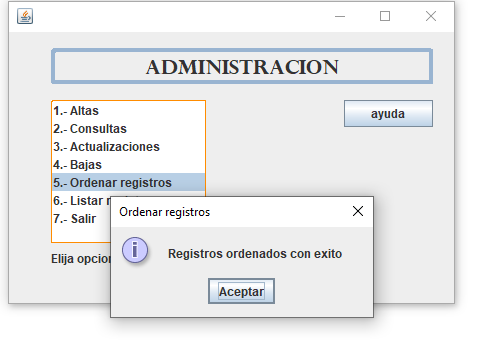 ADMINISTRACION
1.- Altas
2.- Consultas
3.- Actualizaciones
4.- Bajas
5.- Ordenar registros
6.- Listar
7.- Salir
ayuda
Elija opcion
Ordenar registros
Registros ordenados con exito
Aceptar